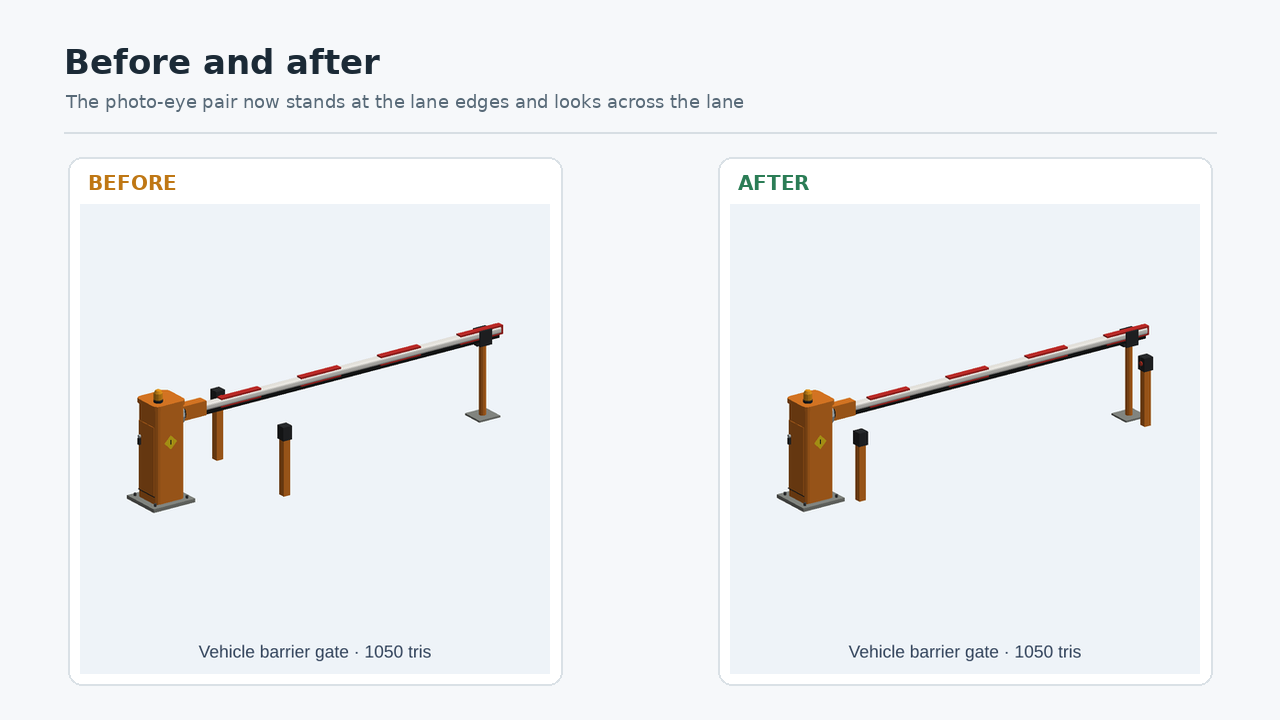 Before and after
The photo-eye pair now stands at the lane edges and looks across the lane
BEFORE
Vehicle barrier gate · 1050 tris
AFTER
Vehicle barrier gate · 1050 tris